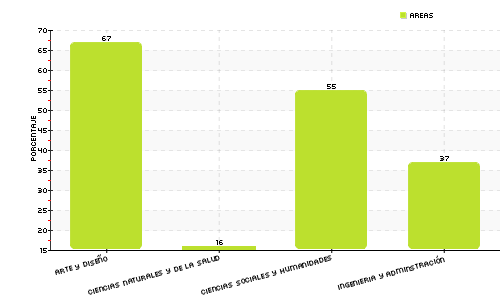 AREAS
70
65
60
55
50
45
40
35
30
25
20
15
PORCENTAJE
67
16
55
37
ARTE Y DISEÑO
CIENCIAS NATURALES Y DE LA SALUD
CIENCIAS SOCIALES Y HUMANIDADES
INGENIERIA Y ADMINSTRACIÓN